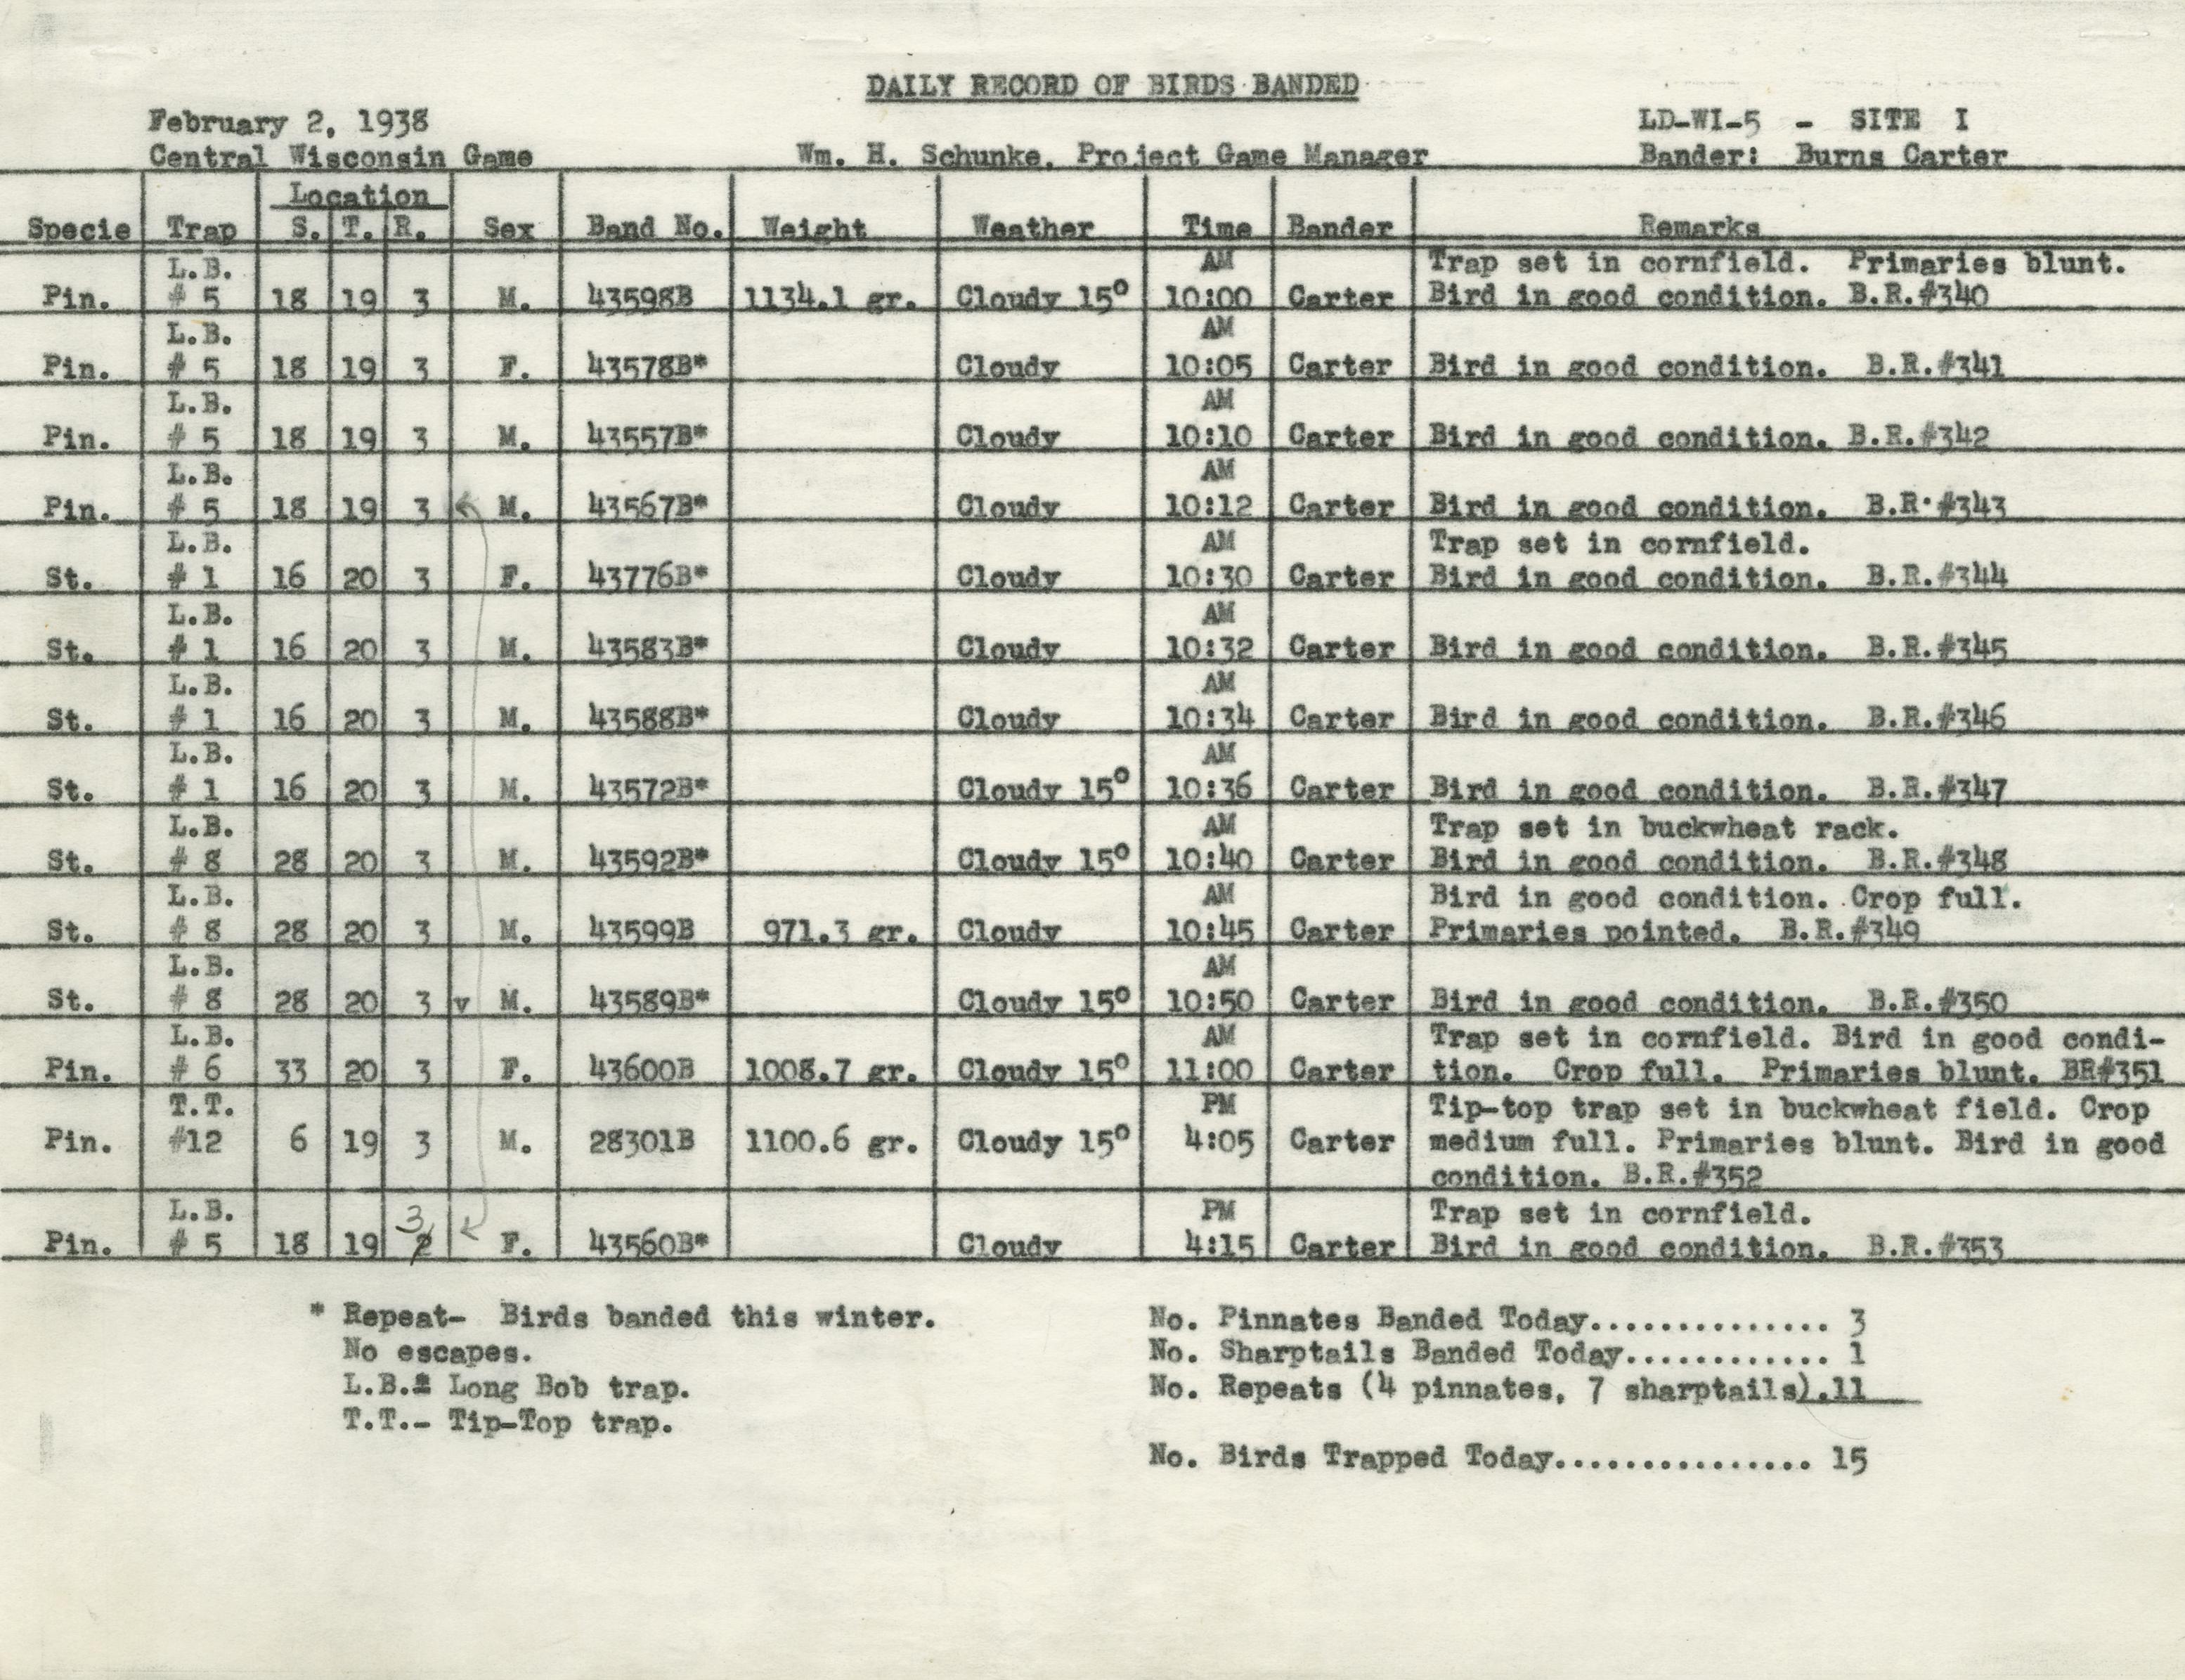 DAILY RECORD OF BIRDS BANDED
February 2, 1938 LD-WI-5 - SITE I
Central Wisconsin Game Wm. H. Schunke, Project Game Manager Bander: Burns Carter
Location
Specie Trap S. T. R. Sex Band No. Weight Weather Time Bander Remarks
L.B. AM Trap set in cornfield. Primaries blunt.
Pin. # 5 18 19 3 M. 43598B 1134.1 gr. Cloudy 15° 10:00 Carter Bird in good condition. B.R.#340
L.B. AM
Pin. # 5 18 19 3 F. 43578B* Cloudy 10:05 Carter Bird in good condition. B.R.#341
L.B. AM
Pin. # 5 18 19 3 M. 43557B* Cloudy 10:10 Carter Bird in good condition. B.R.#342
L.B. AM
Pin. # 5 18 19 3 M. 43567B* Cloudy 10:12 Carter Bird in good condition. B.R.#343
L.B. AM Trap set in cornfield.
St. # 1 16 20 3 F. 43776B* Cloudy 10:30 Carter Bird in good condition. B.R.#344
L.B. AM
St. # 1 16 20 3 M. 43583B* Cloudy 10:32 Carter Bird in good condition. B.R.#345
L.B. AM
St. # 1 16 20 3 M. 43588B* Cloudy 10:34 Carter Bird in good condition. B.R.#346
L.B. AM
St. # 1 16 20 3 M. 43572B* Cloudy 15° 10:36 Carter Bird in good condition. B.R.#347
L.B. AM Trap set in buckwheat rack.
St. # 8 28 20 3 M. 43592B* Cloudy 15° 10:40 Carter Bird in good condition. B.R.#348
L.B. AM Bird in good condition. Crop full.
St. # 8 28 20 3 M. 43599B 971.3 gr. Cloudy 10:45 Carter Primaries pointed. B.R.#349
L.B. AM
St. # 8 28 20 3 v M. 43589B* Cloudy 15° 10:50 Carter Bird in good condition. B.R.#350
L.B. AM Trap set in cornfield. Bird in good condi-
Pin. # 6 33 20 3 F. 43600B 1008.7 gr. Cloudy 15° 11:00 Carter tion. Crop full. Primaries blunt. BR#351
T.T. PM Tip-top trap set in buckwheat field. Crop
Pin. #12 6 19 3 M. 28301B 1100.6 gr. Cloudy 15° 4:05 Carter medium full. Primaries blunt. Bird in good
condition. B.R.#352
L.B. 3 PM Trap set in cornfield.
Pin. # 5 18 19 2 F. 43560B* Cloudy 4:15 Carter Bird in good condition. B.R.#353
* Repeat- Birds banded this winter. No. Pinnates Banded Today.............. 3
No escapes. No. Sharptails Banded Today............ 1
L.B.- Long Bob trap. No. Repeats (4 pinnates, 7 sharptails).11
T.T.- Tip-Top trap.
No. Birds Trapped Today............... 15